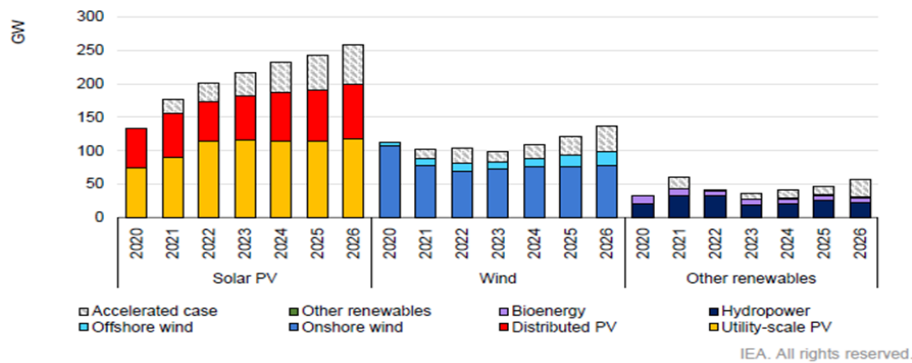 GW
300
250
200
150
100
50
0
2020 2021 2022 2023 2024 2025 2026 2020 2021 2022 2023 2024 2025 2026 2020 2021 2022 2023 2024 2025 2026
Solar PV Wind Other renewables
Accelerated case Other renewables Bioenergy Hydropower
Offshore wind Onshore wind Distributed PV Utility-scale PV
IEA. All rights reserved.